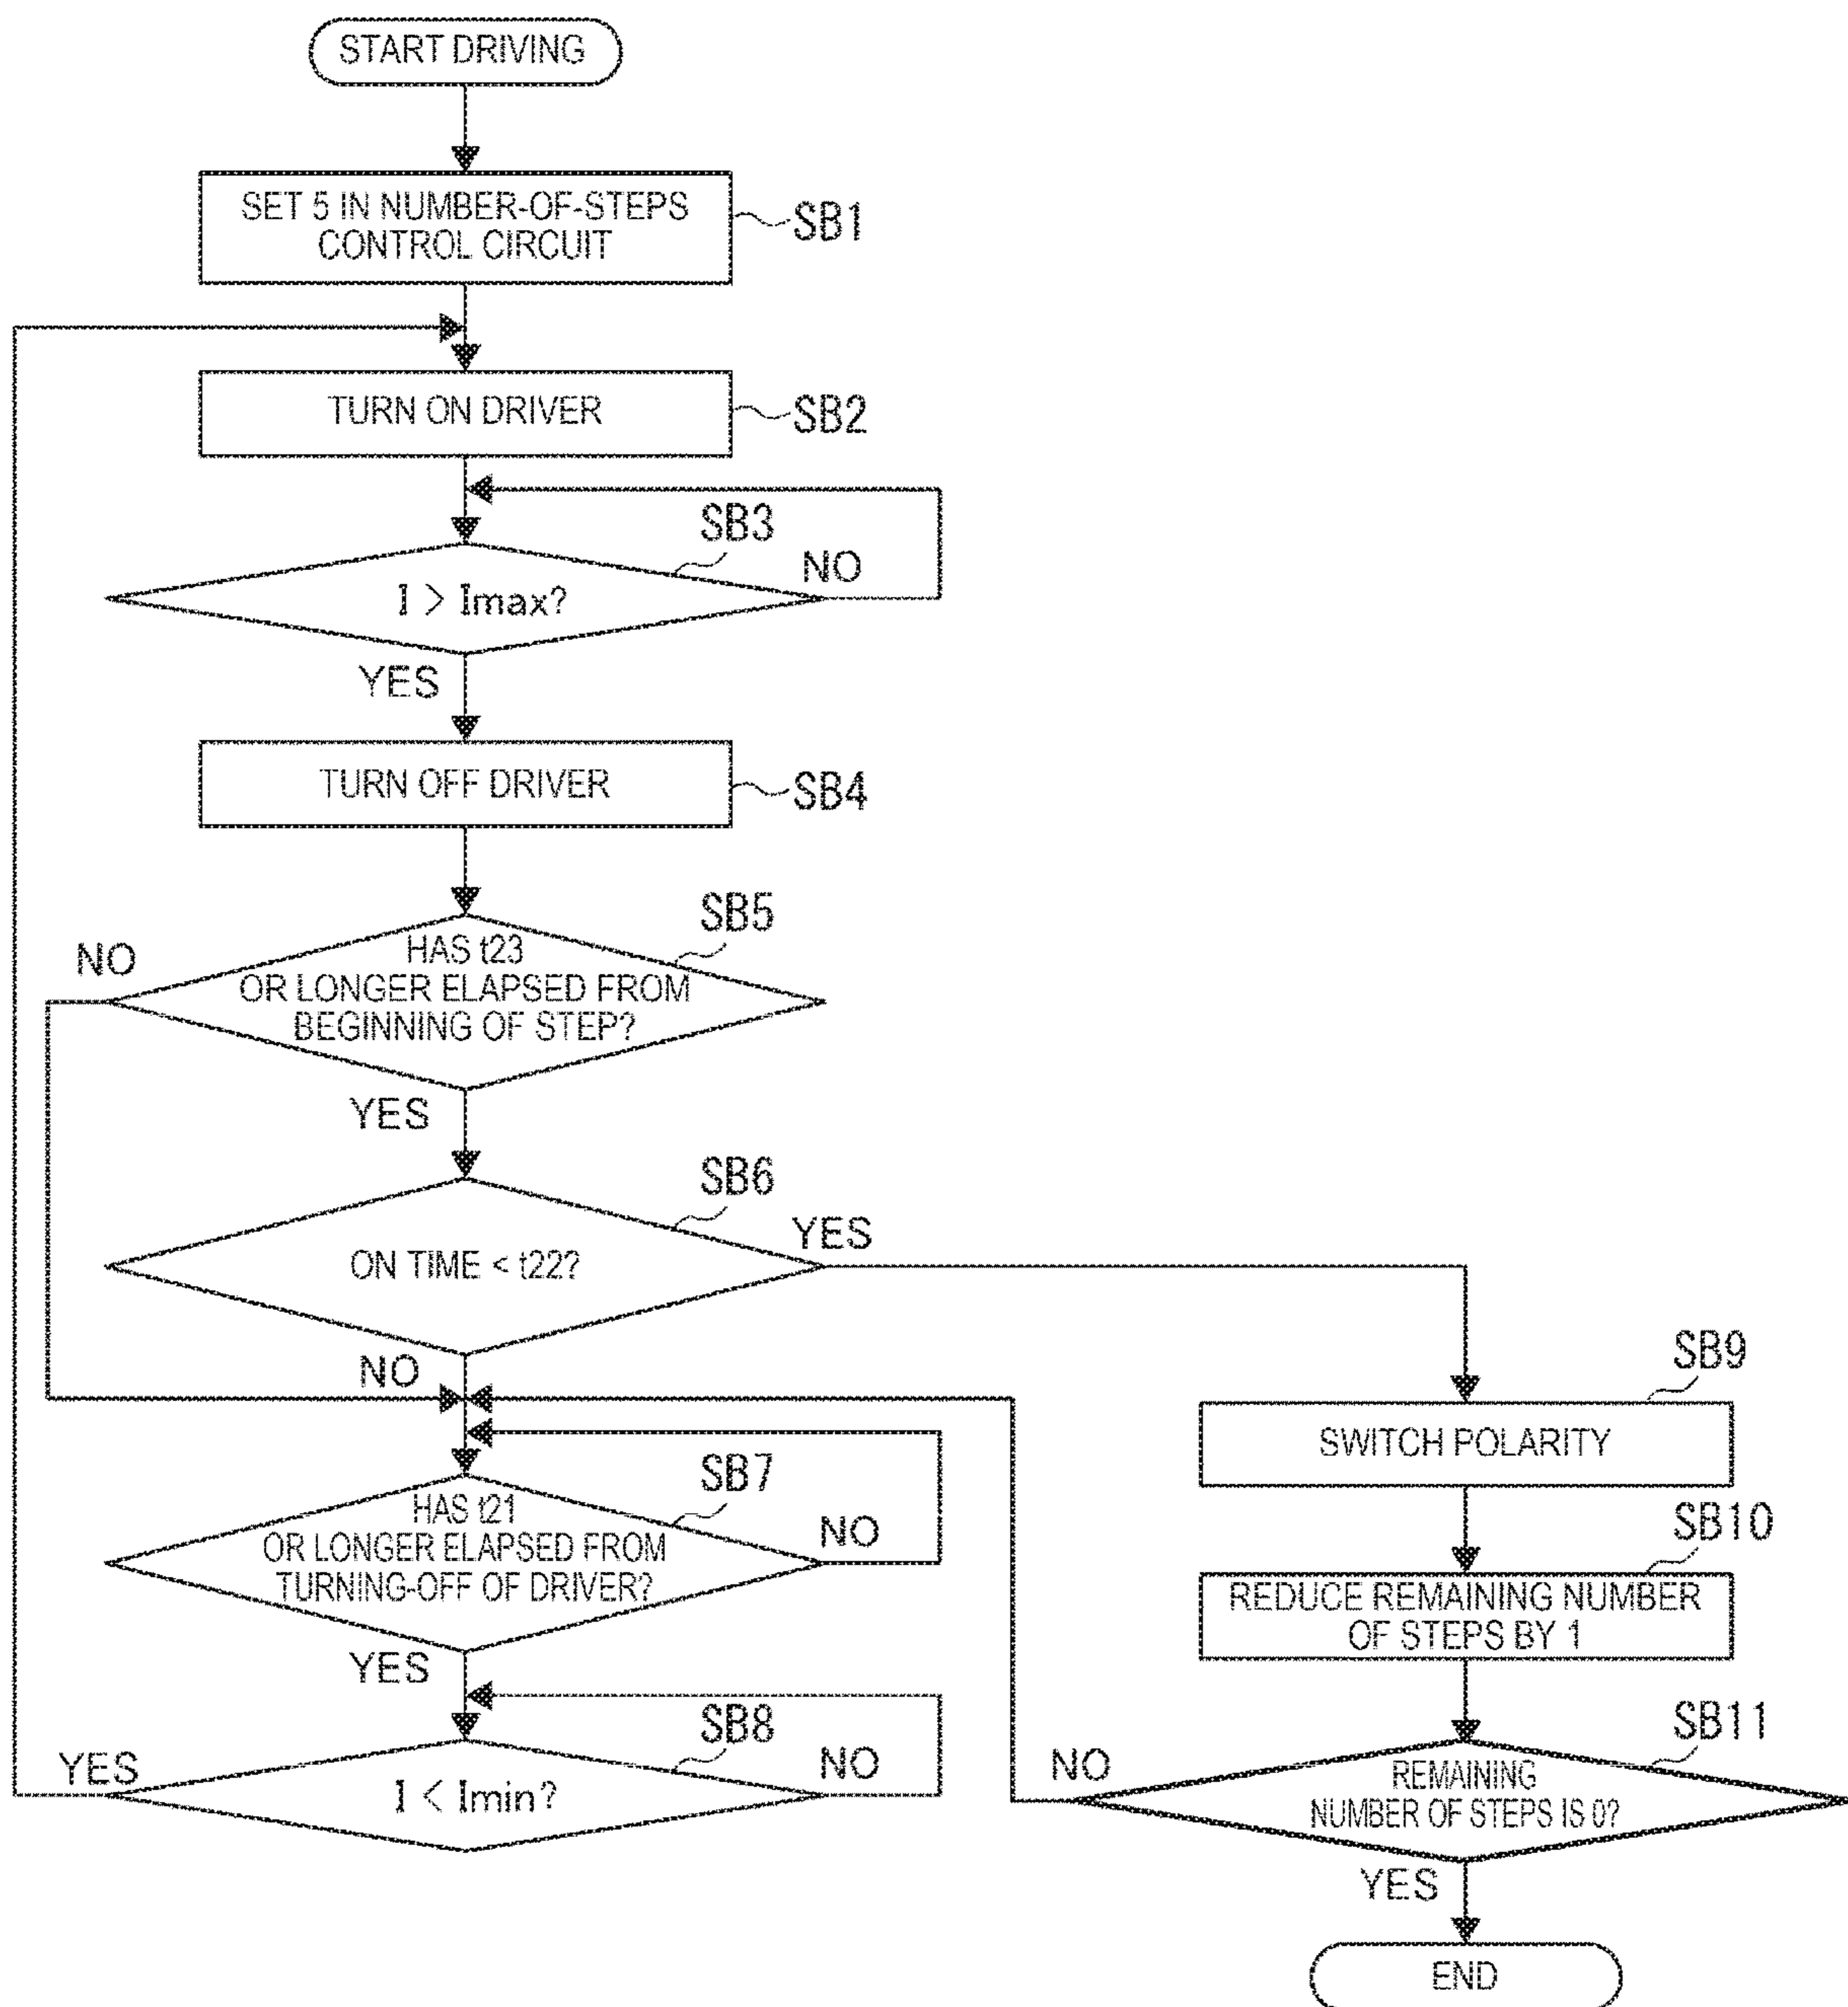 START DRIVING
SET 5 IN NUMBER-OF-STEPS
CONTROL CIRCUIT
SB1
TURN ON DRIVER
SB2
SB3
I > Imax?
NO
YES
TURN OFF DRIVER
SB4
SB5
NO
HAS t23
OR LONGER ELAPSED FROM
BEGINNING OF STEP?
YES
SB6
ON TIME < t22?
YES
NO
SB7
HAS t21
OR LONGER ELAPSED FROM
TURNING-OFF OF DRIVER?
NO
YES
SB8
I < Imin?
YES
NO
SB9
SWITCH POLARITY
SB10
REDUCE REMAINING NUMBER
OF STEPS BY 1
SB11
NO
REMAINING
NUMBER OF STEPS IS 0?
YES
END